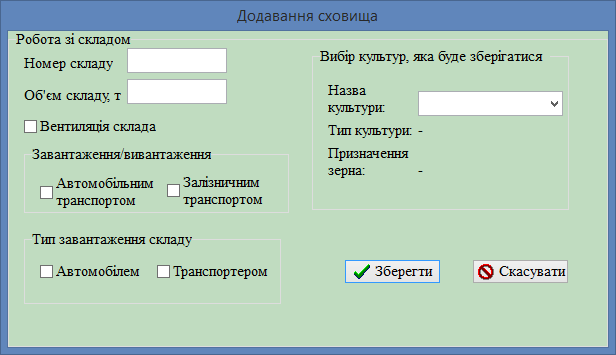 Додавання сховища
Робота зі складом
Номер складу
Об'єм складу, т
Вентиляція склада
Завантаження/вивантаження
Автомобільним
транспортом
Залізничним
транспортом
Тип завантаження складу
Автомобілем
Транспортером
Вибір культур, яка буде зберігатися
Назва
культури:
Тип культури: -
Призначення
зерна: -
Зберегти
Скасувати